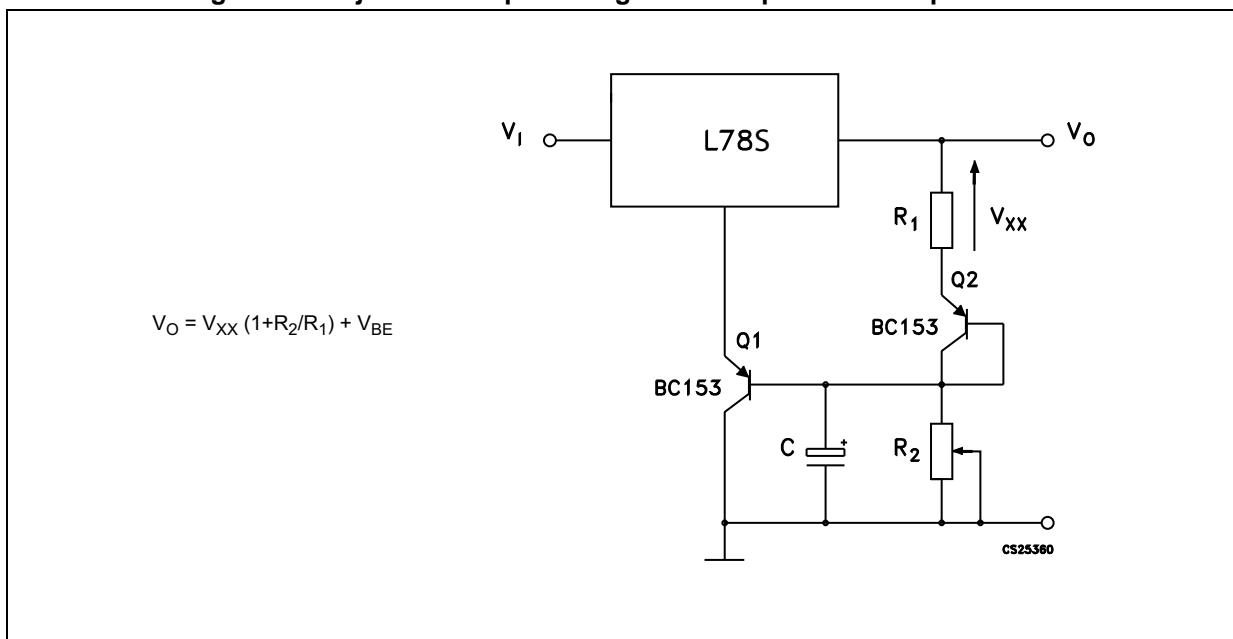 V_I
L78S
V_O
R_1
V_XX
Q2
BC153
V_O = V_XX (1+R_2/R_1) + V_BE
Q1
BC153
C
+
R_2
CS25360